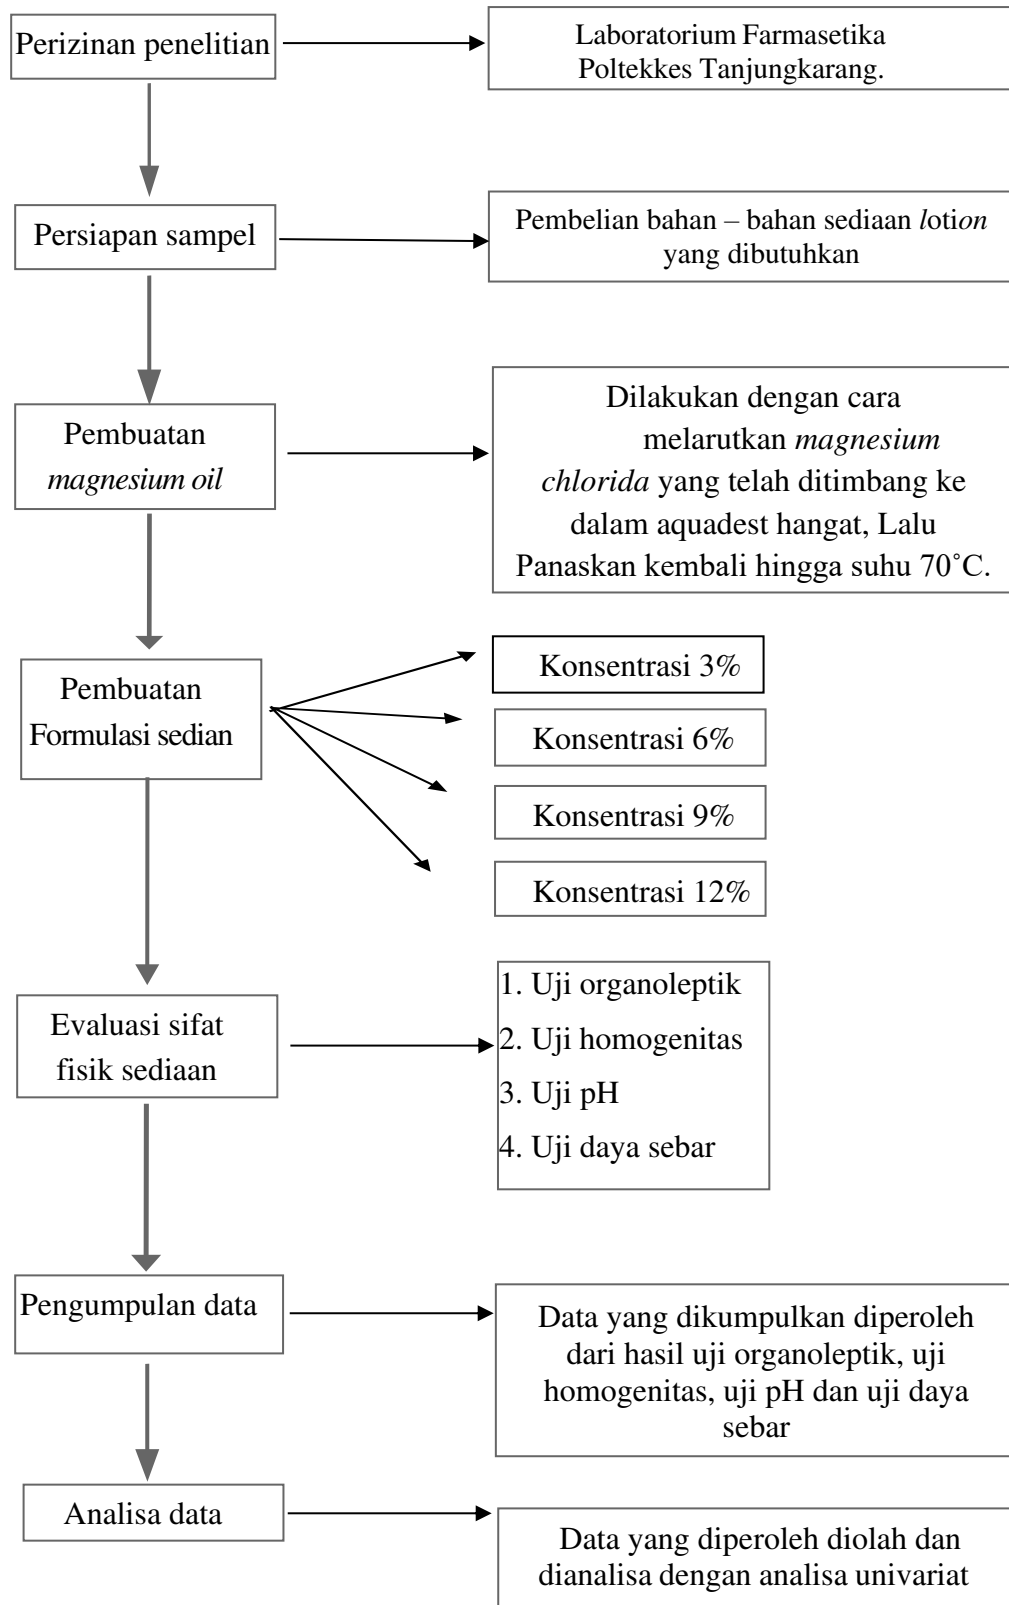 Perizinan penelitian
Laboratorium Farmasetika
Poltekkes Tanjungkarang.
Persiapan sampel
Pembelian bahan – bahan sediaan lotion
yang dibutuhkan
Pembuatan
magnesium oil
Dilakukan dengan cara
melarutkan magnesium
chlorida yang telah ditimbang ke
dalam aquadest hangat, Lalu
Panaskan kembali hingga suhu 70˚C.
Pembuatan
Formulasi sedian
Konsentrasi 3%
Konsentrasi 6%
Konsentrasi 9%
Konsentrasi 12%
Evaluasi sifat
fisik sediaan
1. Uji organoleptik
2. Uji homogenitas
3. Uji pH
4. Uji daya sebar
Pengumpulan data
Data yang dikumpulkan diperoleh
dari hasil uji organoleptik, uji
homogenitas, uji pH dan uji daya
sebar
Analisa data
Data yang diperoleh diolah dan
dianalisa dengan analisa univariat